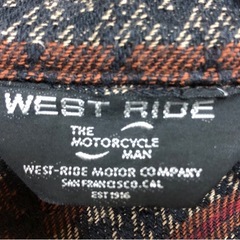 WEST RIDE
THE
MOTORCYCLE
MAN
WEST-RIDE MOTOR COMPANY
SAN FRANCISCO.CAL
EST 1916